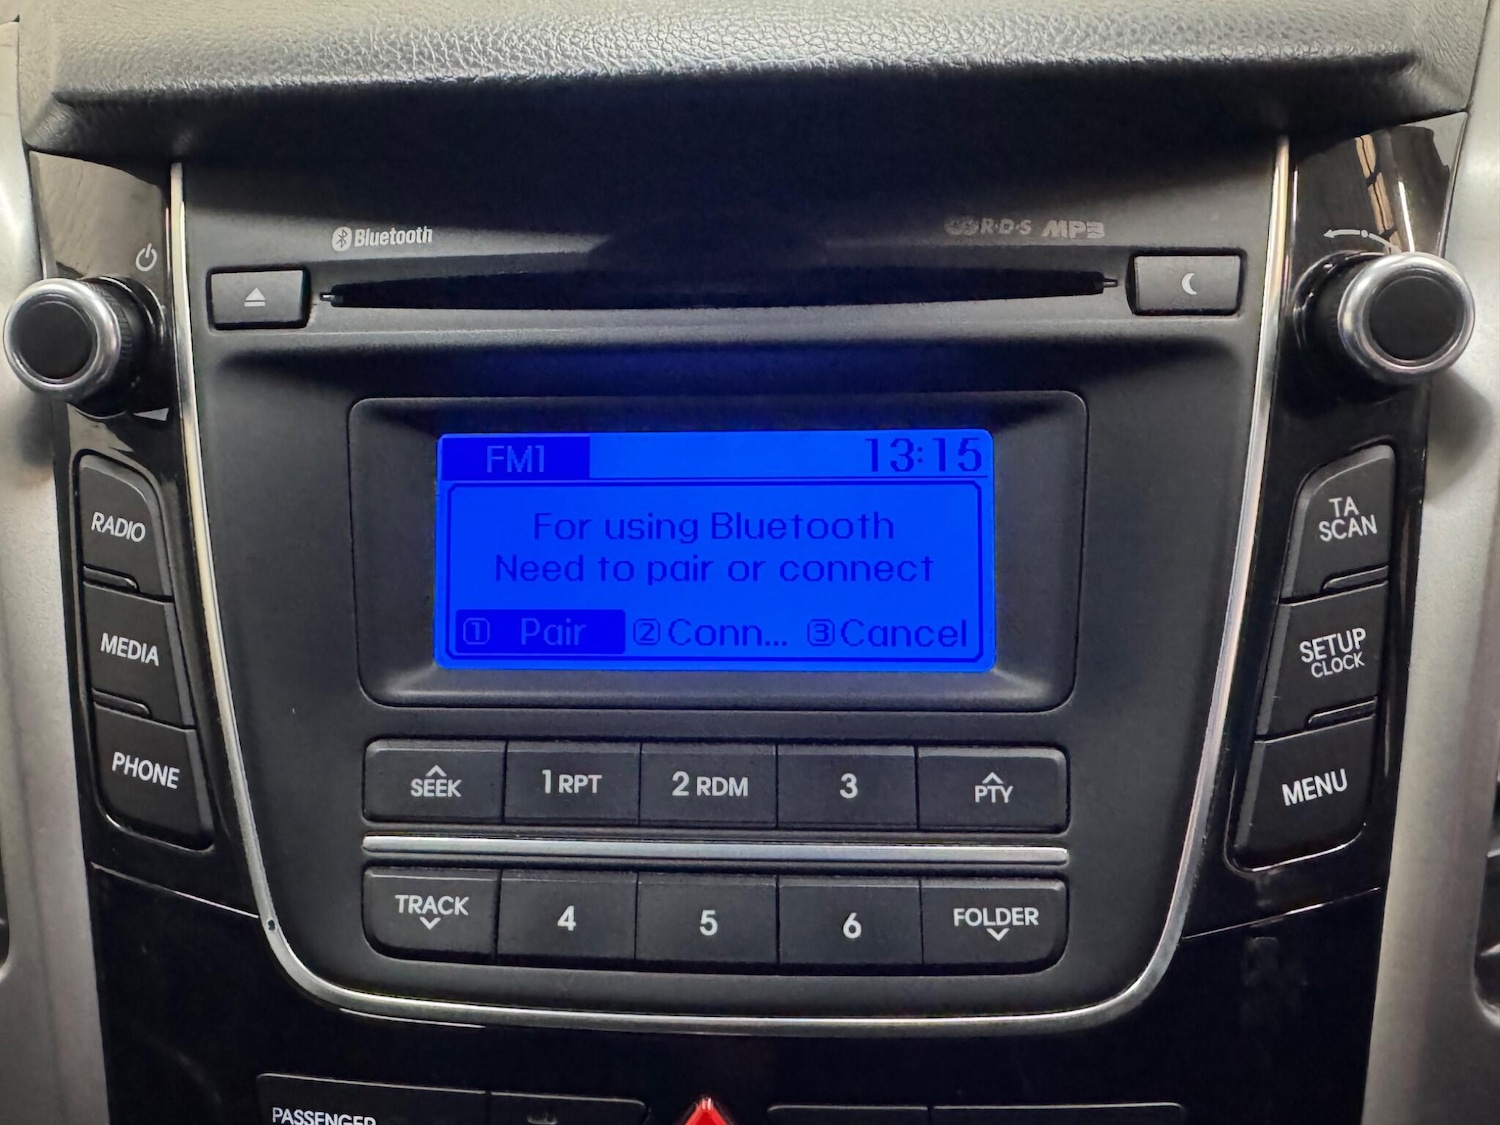 Bluetooth
R·D·S MP3
FM1 13:15
For using Bluetooth
Need to pair or connect
1 Pair 2 Conn... 3 Cancel
RADIO
MEDIA
PHONE
TA
SCAN
SETUP
CLOCK
MENU
SEEK 1 RPT 2 RDM 3 PTY
TRACK 4 5 6 FOLDER
PASSENGER